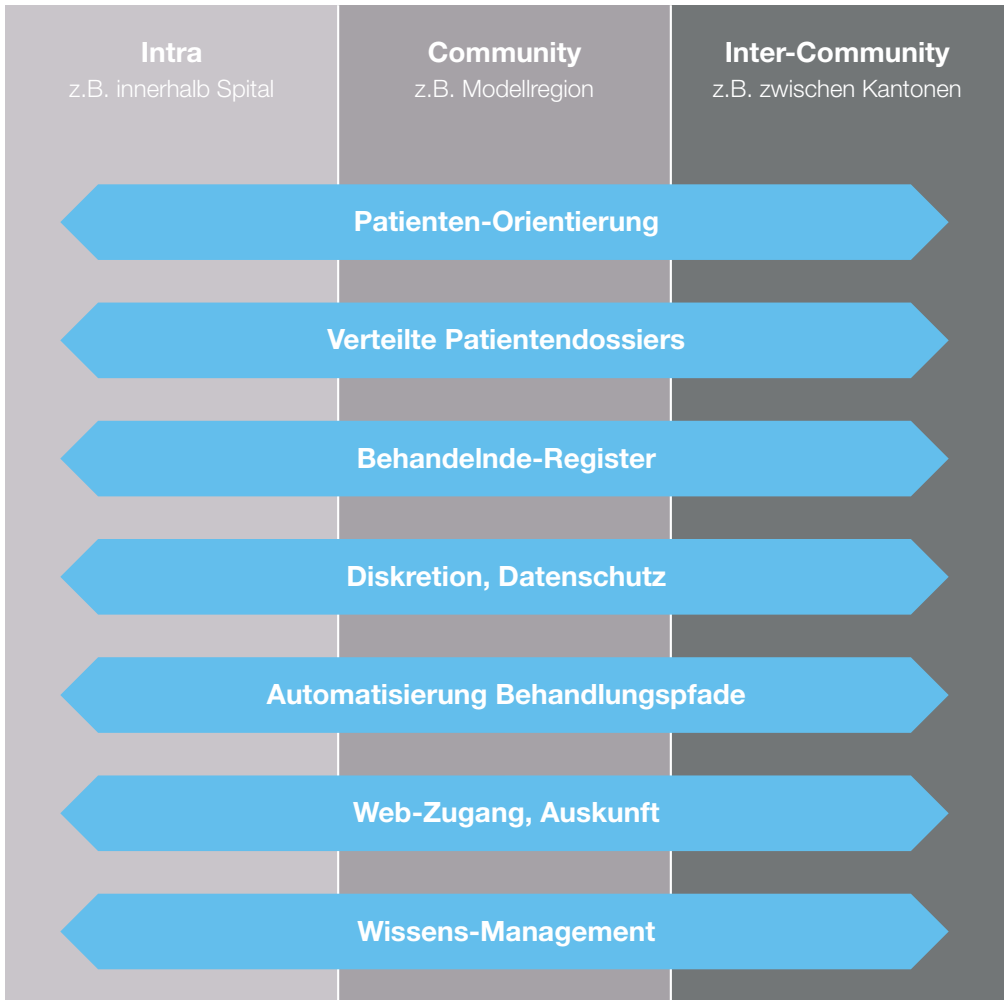 Intra
z.B. innerhalb Spital
Community
z.B. Modellregion
Inter-Community
z.B. zwischen Kantonen
Patienten-Orientierung
Verteilte Patientendossiers
Behandelnde-Register
Diskretion, Datenschutz
Automatisierung Behandlungspfade
Web-Zugang, Auskunft
Wissens-Management